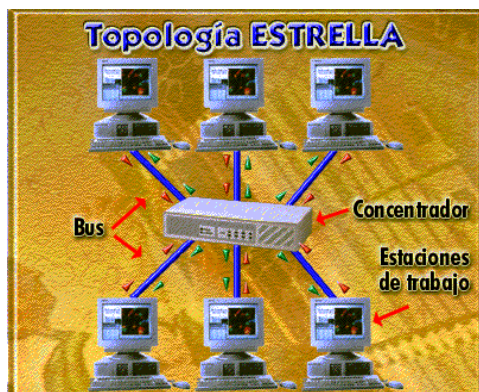 Topología ESTRELLA
Bus
Concentrador
Estaciones
de trabajo